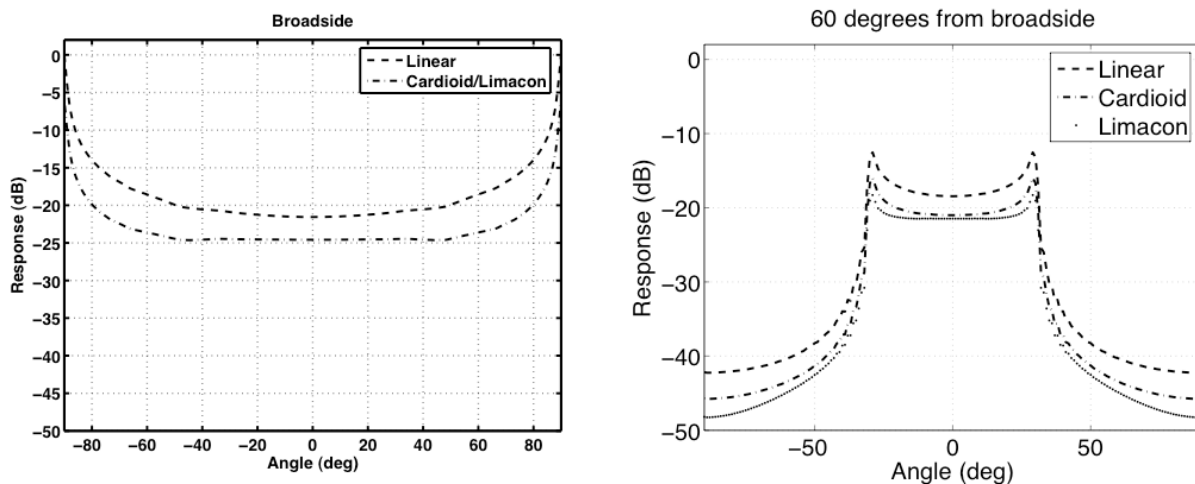 Broadside
Linear
Cardioid/Limacon
0
−5
−10
−15
−20
−25
−30
−35
−40
−45
−50
Response (dB)
−80 −60 −40 −20 0 20 40 60 80
Angle (deg)
60 degrees from broadside
Linear
Cardioid
Limacon
0
−10
−20
−30
−40
−50
Response (dB)
−50 0 50
Angle (deg)